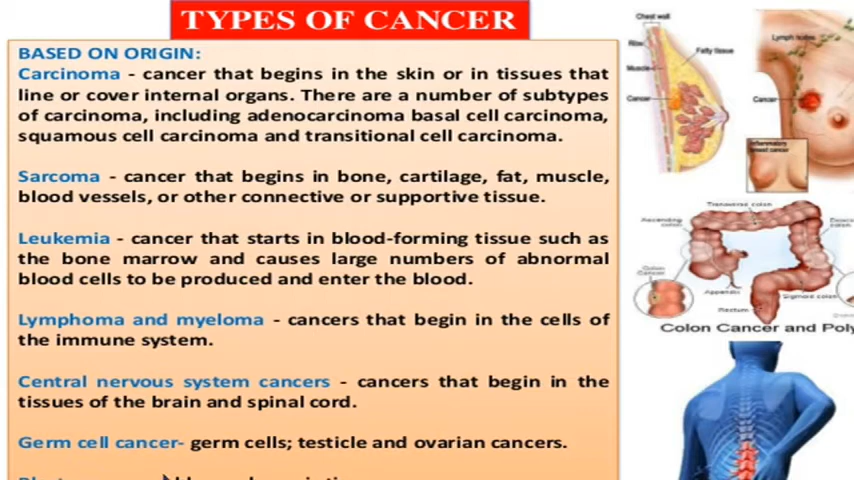 TYPES OF CANCER
BASED ON ORIGIN:
Carcinoma - cancer that begins in the skin or in tissues that
line or cover internal organs. There are a number of subtypes
of carcinoma, including adenocarcinoma basal cell carcinoma,
squamous cell carcinoma and transitional cell carcinoma.
Sarcoma - cancer that begins in bone, cartilage, fat, muscle,
blood vessels, or other connective or supportive tissue.
Leukemia - cancer that starts in blood-forming tissue such as
the bone marrow and causes large numbers of abnormal
blood cells to be produced and enter the blood.
Lymphoma and myeloma - cancers that begin in the cells of
the immune system.
Central nervous system cancers - cancers that begin in the
tissues of the brain and spinal cord.
Germ cell cancer- germ cells; testicle and ovarian cancers.
Chest wall
Ribs
Muscle
Fatty tissue
Cancer
Lymph nodes
Cancer
Inflammatory
breast cancer
Transverse colon
Ascending
colon
colon
Colon
Cancer
Appendix
Sigmoid colon
Rectum
Colon Cancer and Poly